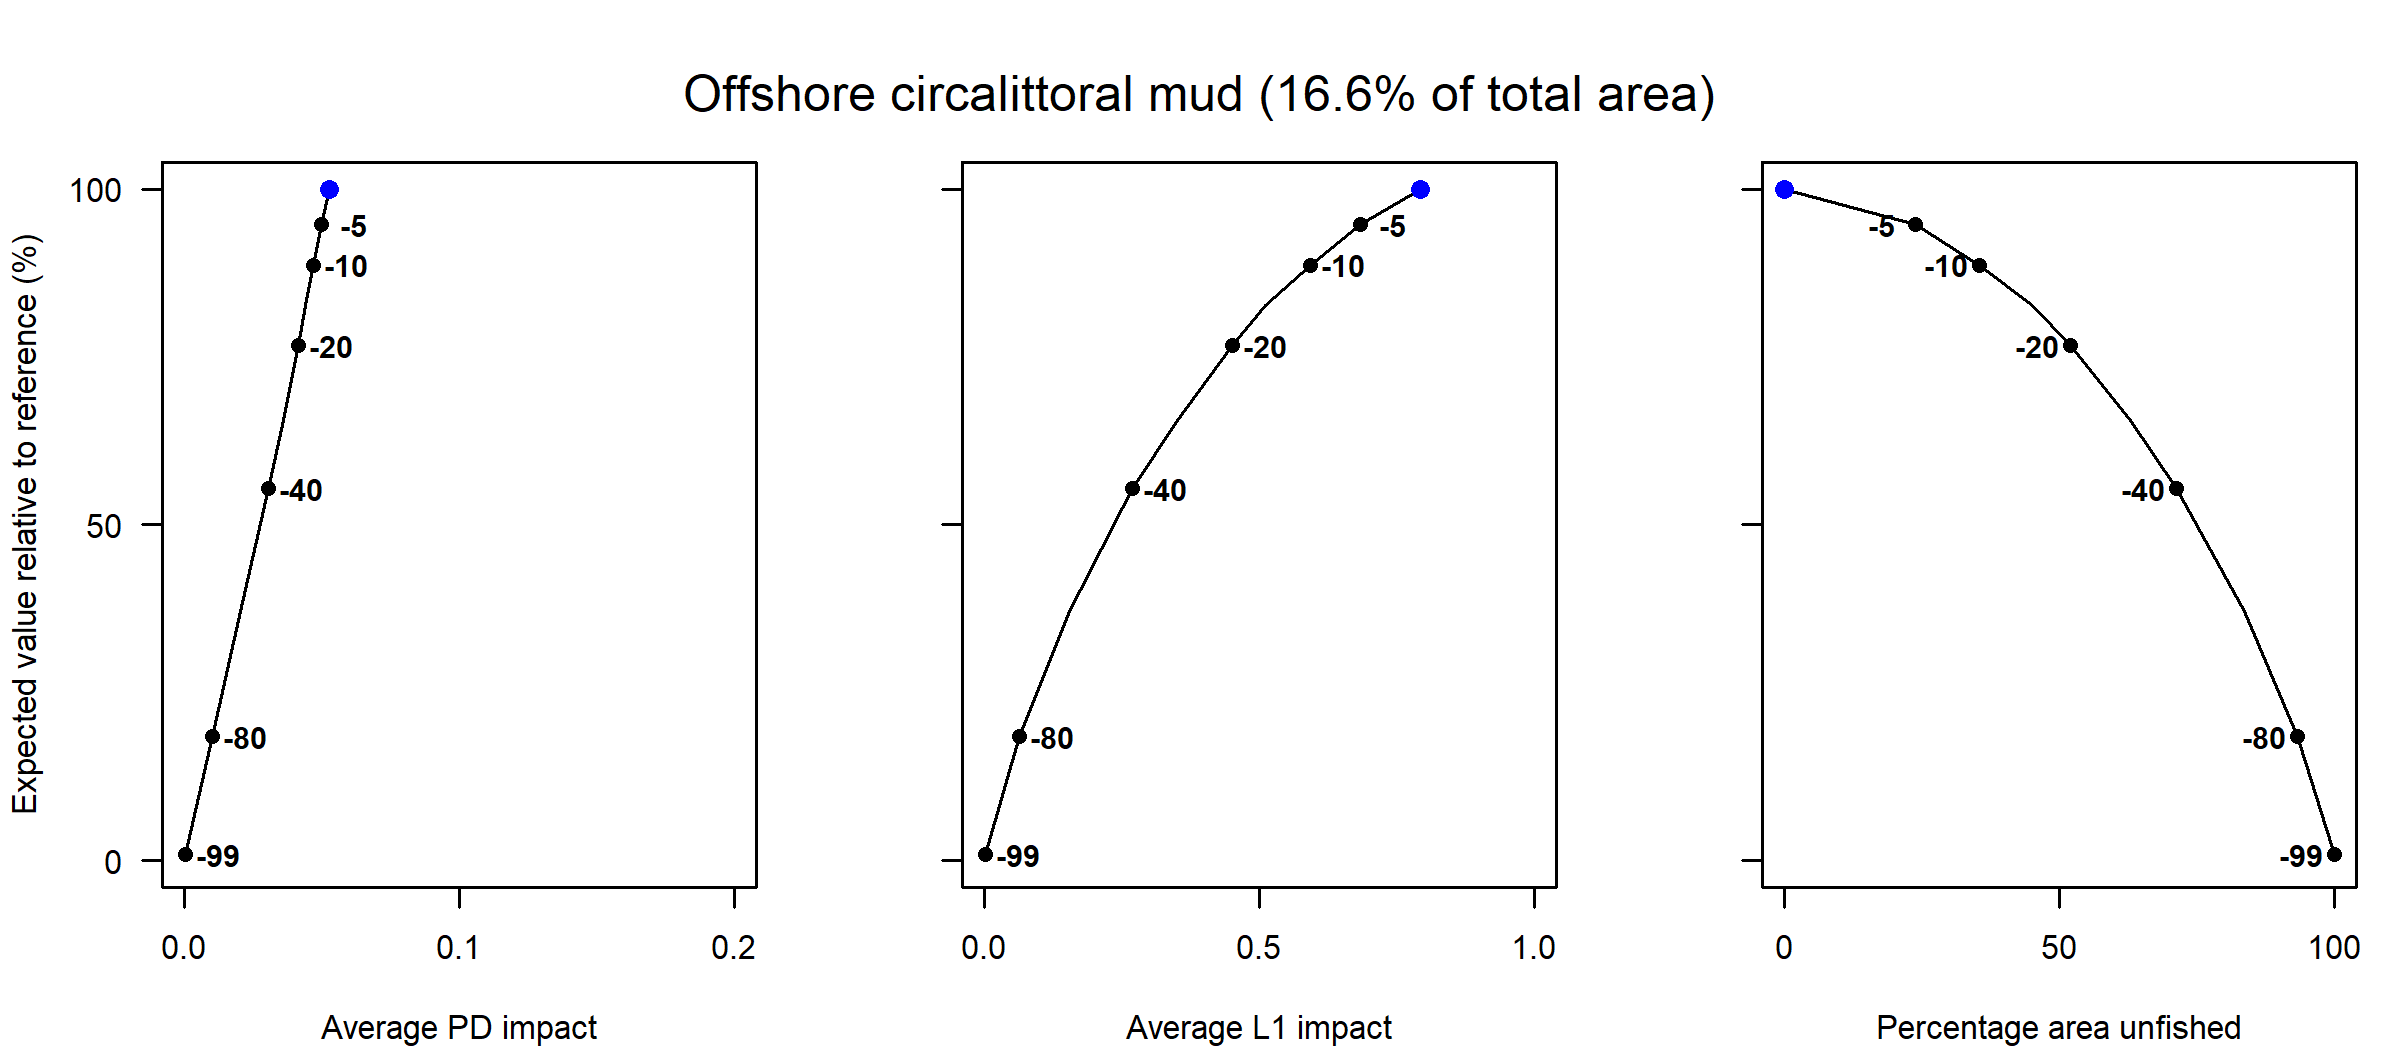 Offshore circalittoral mud (16.6% of total area)
Expected value relative to reference (%)
100
50
0
-5
-10
-20
-40
-80
-99
0.0 0.1 0.2
Average PD impact
-5
-10
-20
-40
-80
-99
0.0 0.5 1.0
Average L1 impact
-5
-10
-20
-40
-80
-99
0 50 100
Percentage area unfished